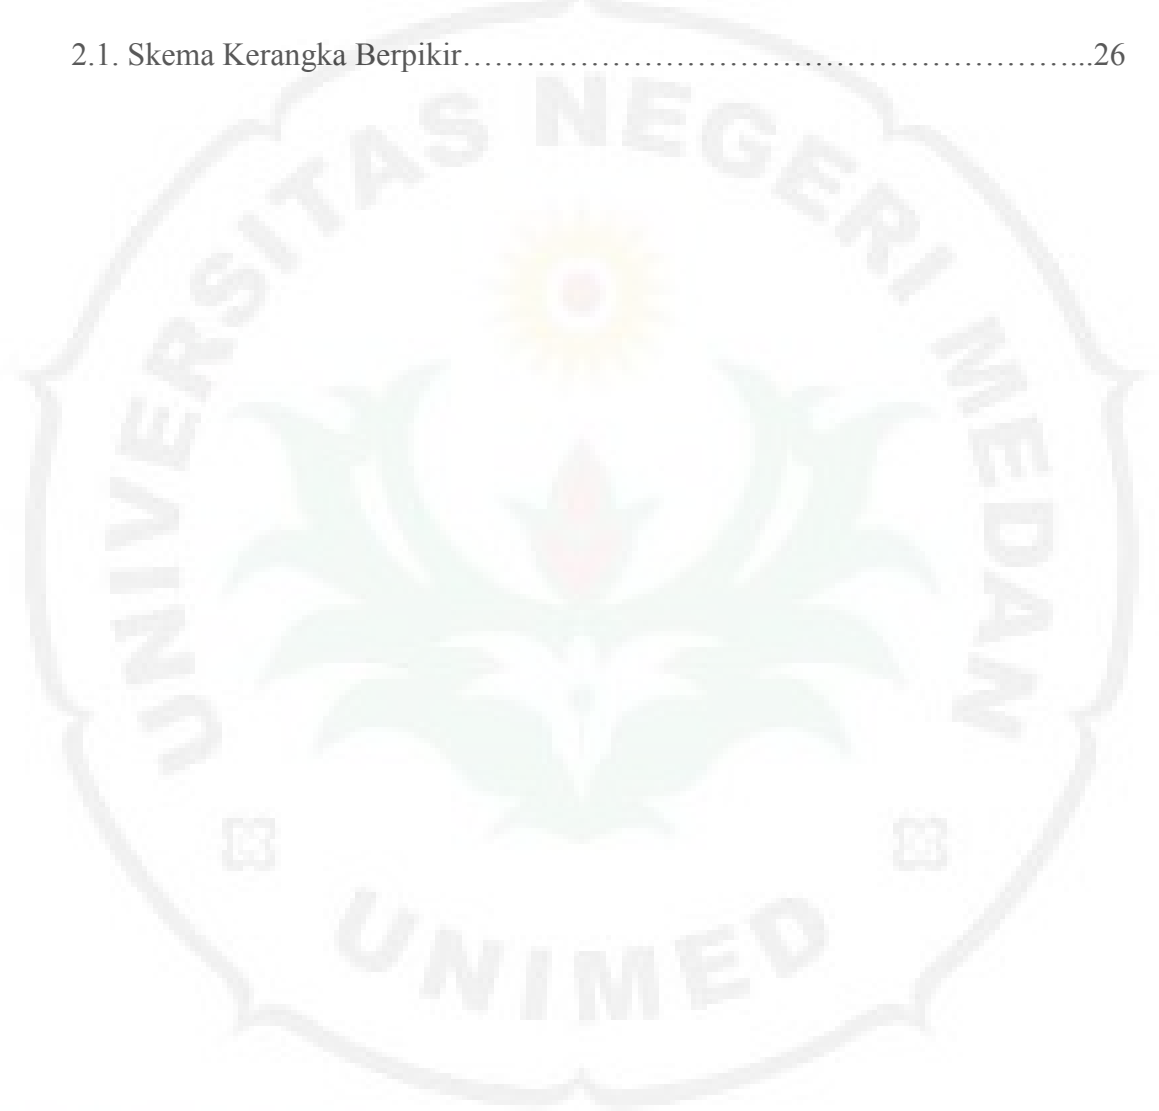 2.1. Skema Kerangka Berpikir…………………………………………………...26
UNIVERSITAS NEGERI MEDAN
UNIMED